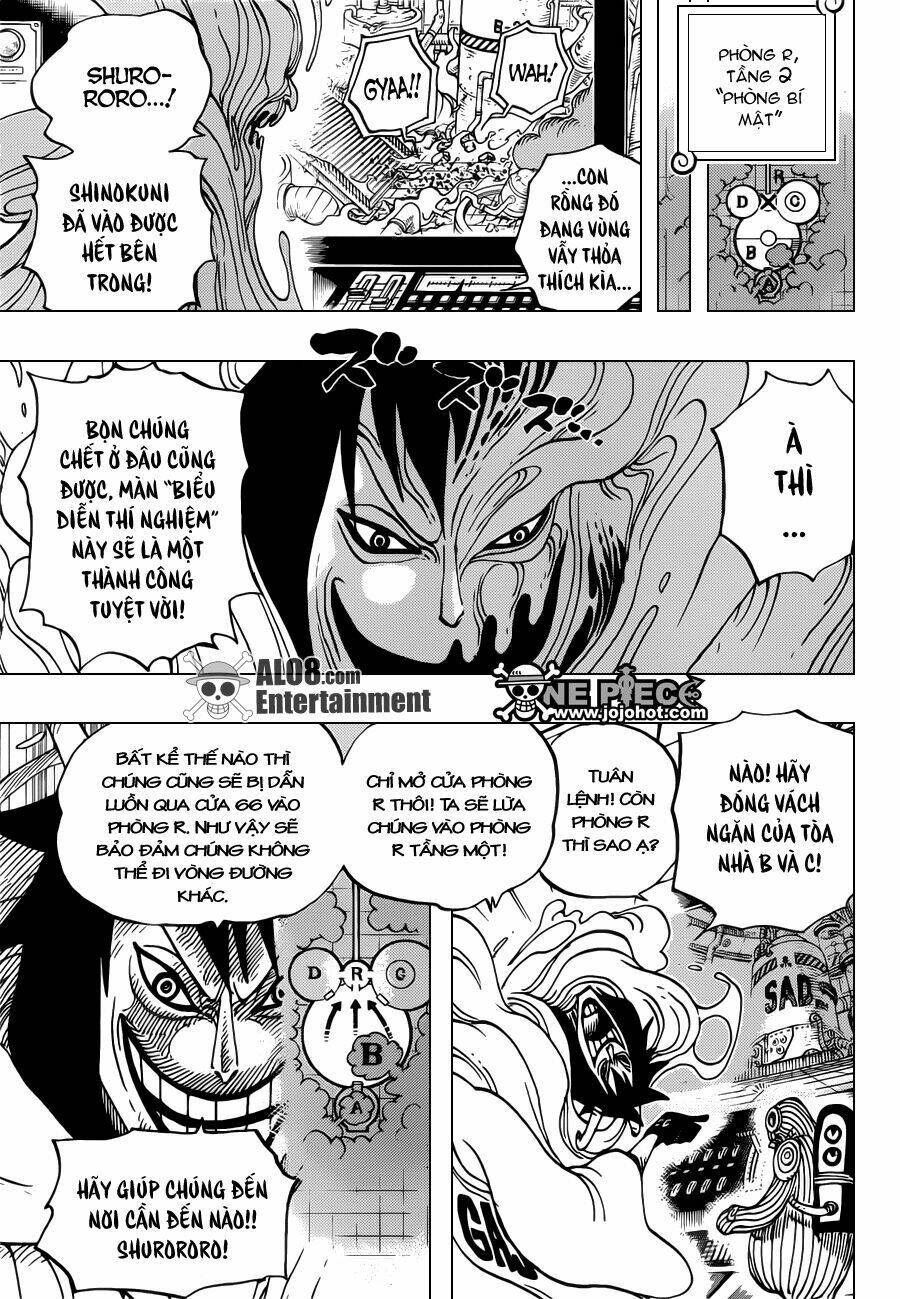 PHÒNG R,
TẦNG 2
"PHÒNG BÍ
MẬT"
R
D
C
B
A
WAH!
GYAA!!
...CON
RỒNG ĐÓ
ĐANG VÙNG
VẪY THỎA
THÍCH KÌA...
SHURO-
RORO...!
SHINOKUNI
ĐÃ VÀO ĐƯỢC
HẾT BÊN
TRONG!
À
THÌ
...
ズズズズ
BỌN CHÚNG
CHẾT Ở ĐÂU CŨNG
ĐƯỢC, MÀN "BIỂU
DIỄN THÍ NGHIỆM"
NÀY SẼ LÀ MỘT
THÀNH CÔNG
TUYỆT VỜI!
ALO8.com
Entertainment
ONE PIECE
www.jojohot.com
NÀO! HÃY
ĐÓNG VÁCH
NGĂN CỦA TÒA
NHÀ B VÀ C!
TUÂN
LỆNH! CÒN
PHÒNG R
THÌ SAO Ạ?
SAD
GAS
CHỈ MỞ CỬA PHÒNG
R THÔI! TA SẼ LỪA
CHÚNG VÀO PHÒNG
R TẦNG MỘT!
BẤT KỂ THẾ NÀO THÌ
CHÚNG CŨNG SẼ BỊ DẪN
LUỒN QUA CỬA 66 VÀO
PHÒNG R. NHƯ VẬY SẼ
BẢO ĐẢM CHÚNG KHÔNG
THỂ ĐI VÒNG ĐƯỜNG
KHÁC.
D
R
C
B
A
HÃY GIÚP CHÚNG ĐẾN
NƠI CẦN ĐẾN NÀO!!
SHURORORO!